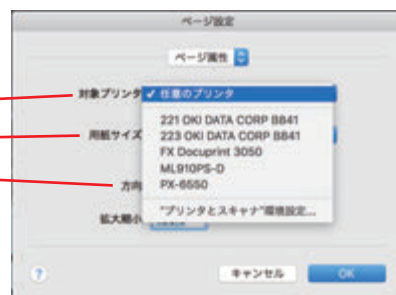 ページ設定
ページ属性
対象プリンタ ✓ 任意のプリンタ
221 OKI DATA CORP B841
223 OKI DATA CORP B841
用紙サイズ
FX Docuprint 3050
ML910PS-D
方向
PX-6550
"プリンタとスキャナ"環境設定...
拡大縮小
? キャンセル OK